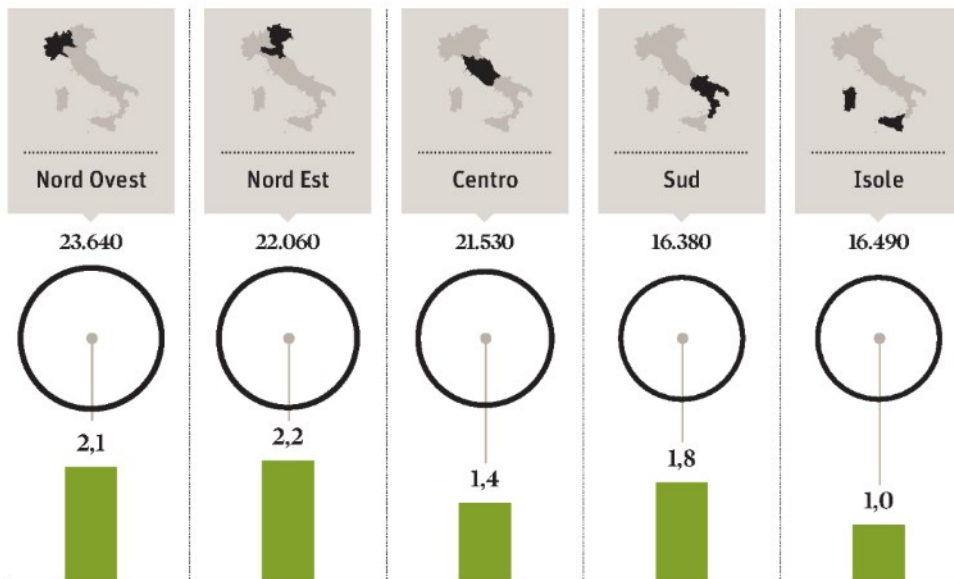 Nord Ovest
Nord Est
Centro
Sud
Isole
23.640
22.060
21.530
16.380
16.490
2,1
2,2
1,4
1,8
1,0